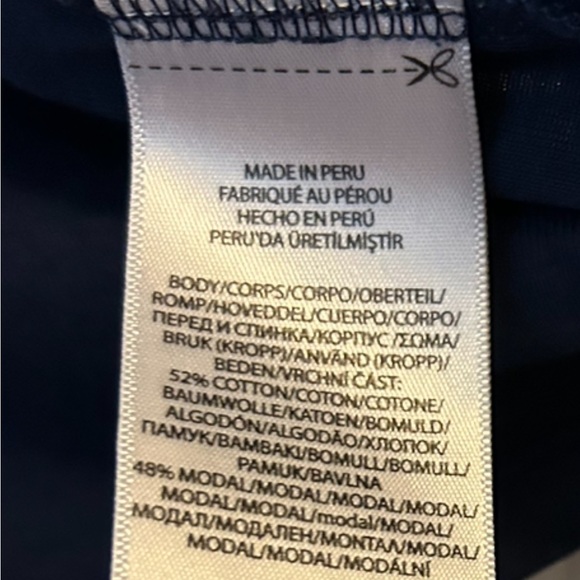 MADE IN PERU
FABRIQUÉ AU PÉROU
HECHO EN PERÚ
PERU'DA ÜRETİLMİŞTİR
BODY/CORPS/CORPO/OBERTEIL/
ROMP/HOVEDDEL/CUERPO/CORPO/
ПЕРЕД И СПИНКА/КОРПУС/ΣΩΜΑ/
BRUK (KROPP)/ANVÄND (KROPP)/
BEDEN/VRCHNÍ ČÁST:
52% COTTON/COTON/COTONE/
BAUMWOLLE/KATOEN/BOMULD/
ALGODÓN/ALGODÃO/ХЛОПОК/
ПАМУК/ΒΑΜΒΑΚΙ/BOMULL/BOMULL/
PAMUK/BAVLNA
48% MODAL/MODAL/MODAL/MODAL/
MODAL/MODAL/modal/MODAL/
МОДАЛ/МОДАЛЕН/ΜΟΝΤΑΛ/MODAL/
MODAL/MODAL/MODÁLNÍ